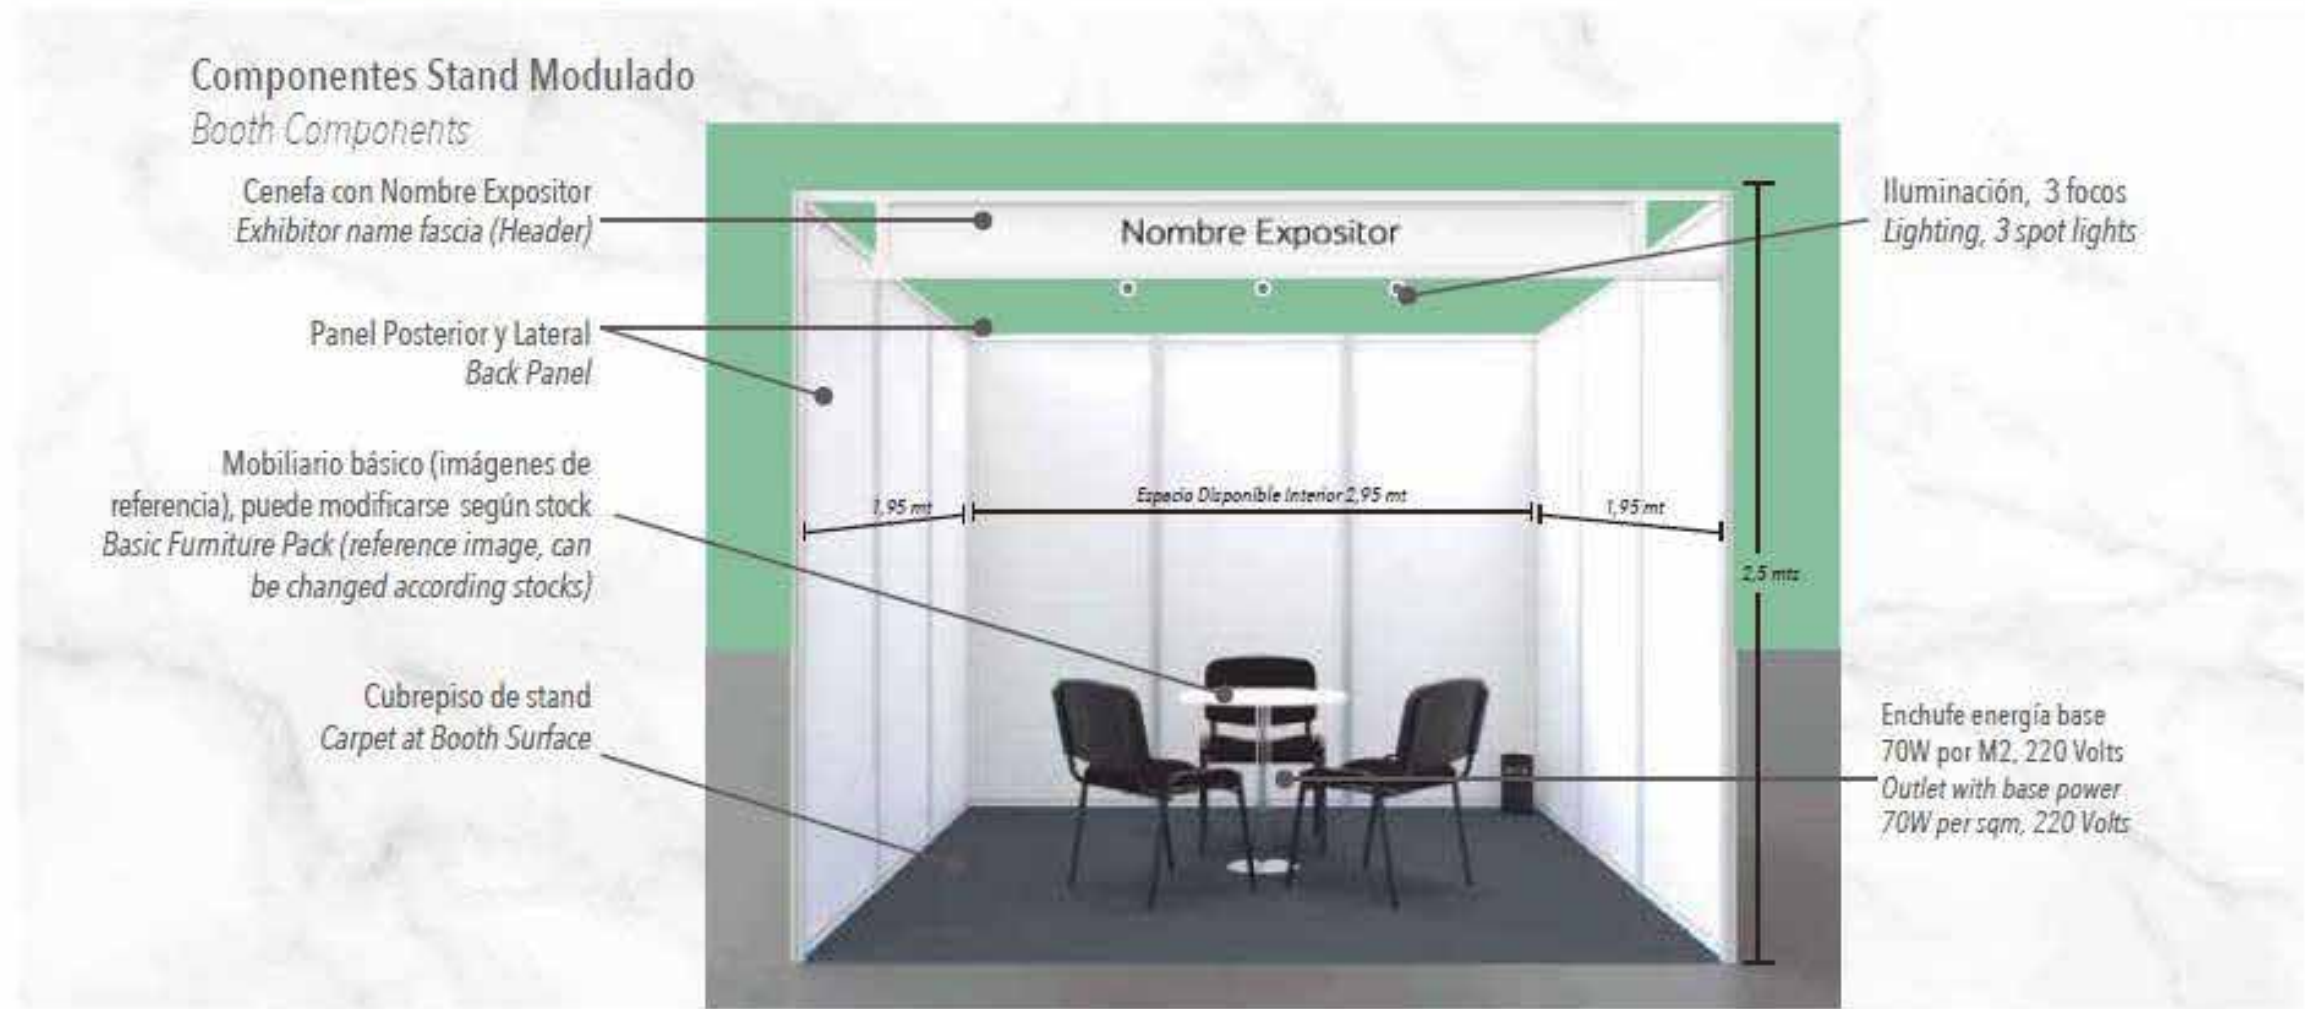 Componentes Stand Modulado
Booth Components
Cenefa con Nombre Expositor
Exhibitor name fascia (Header)
Panel Posterior y Lateral
Back Panel
Mobiliario básico (imágenes de
referencia), puede modificarse según stock
Basic Furniture Pack (reference image, can
be changed according stocks)
Cubrepiso de stand
Carpet at Booth Surface
Nombre Expositor
1,95 mt
Espacio Disponible Interior 2,95 mt
1,95 mt
2,5 mts
Iluminación, 3 focos
Lighting, 3 spot lights
Enchufe energía base
70W por M2, 220 Volts
Outlet with base power
70W per sqm, 220 Volts